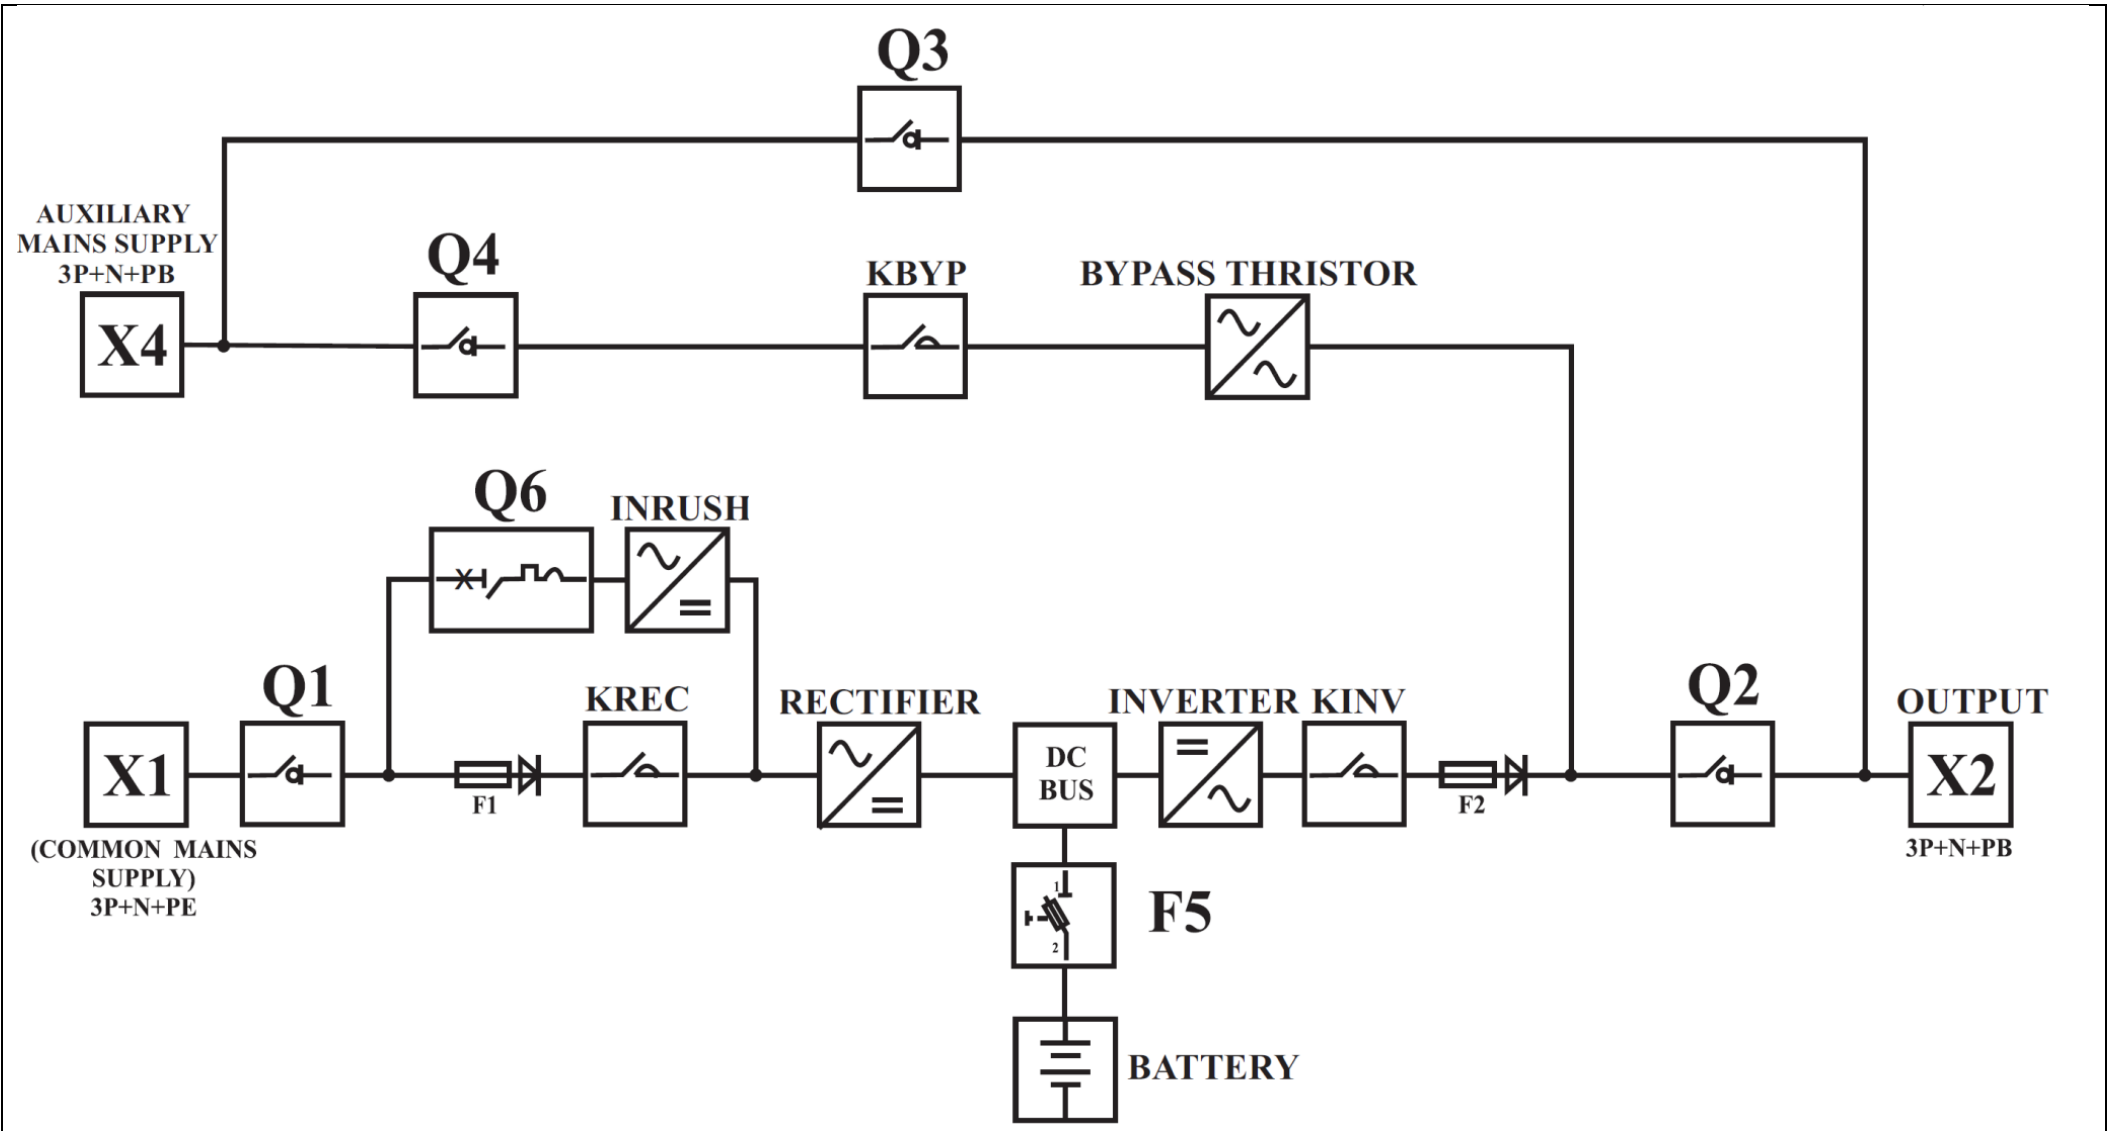 Q3
AUXILIARY
MAINS SUPPLY
3P+N+PB
X4
Q4
KBYP
BYPASS THRISTOR
Q6
INRUSH
Q1
KREC
RECTIFIER
INVERTER
KINV
Q2
OUTPUT
X1
F1
DC
BUS
F2
X2
(COMMON MAINS
SUPPLY)
3P+N+PE
3P+N+PB
1
2
F5
BATTERY